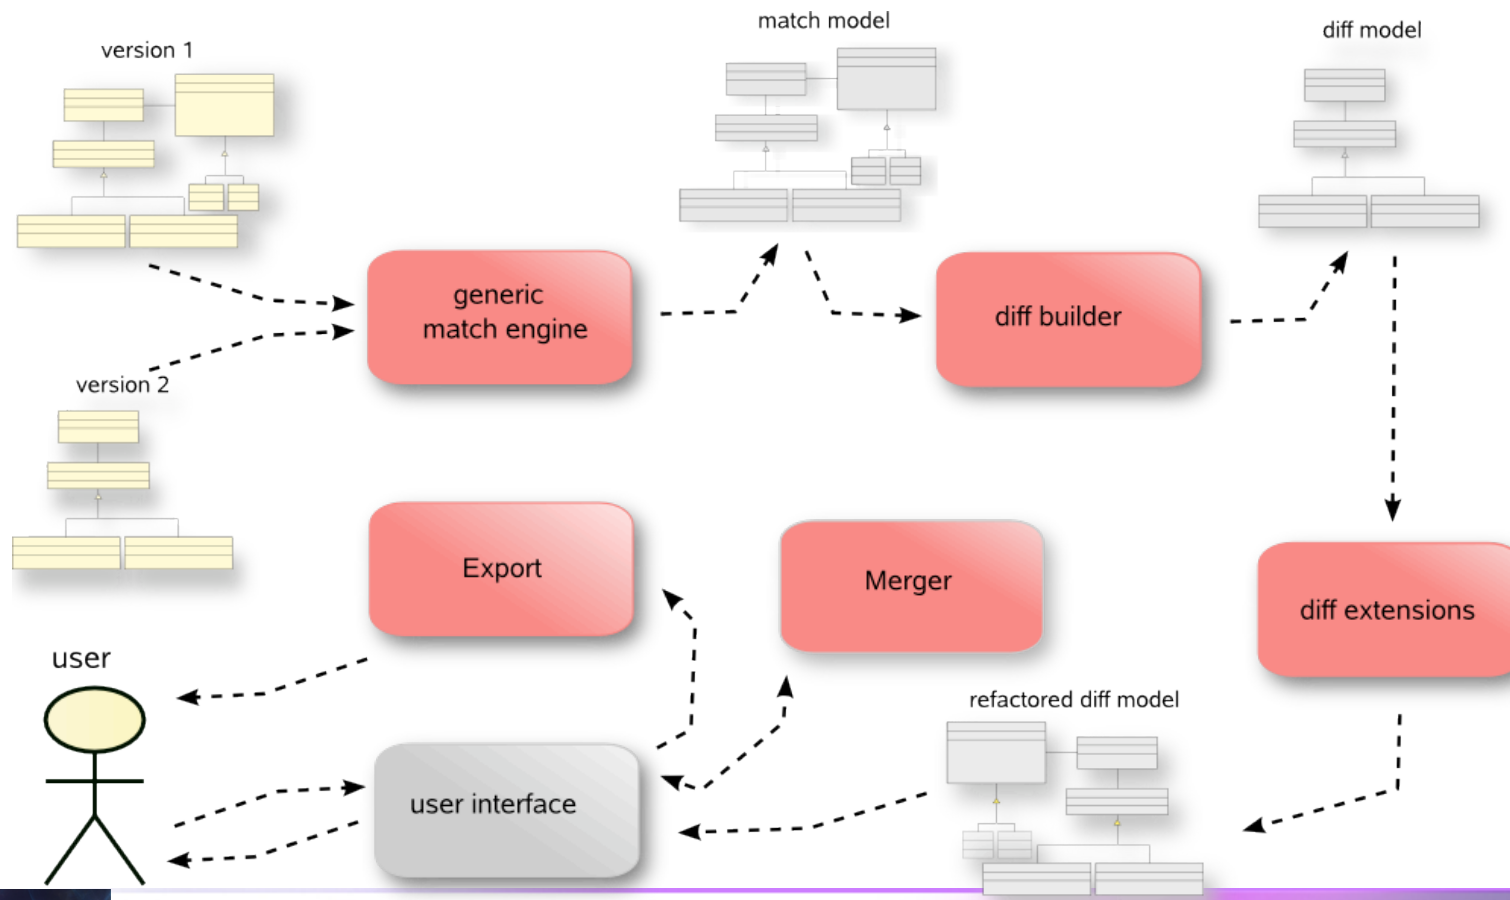 version 1
match model
diff model
generic
match engine
diff builder
version 2
Export
Merger
diff extensions
user
refactored diff model
user interface